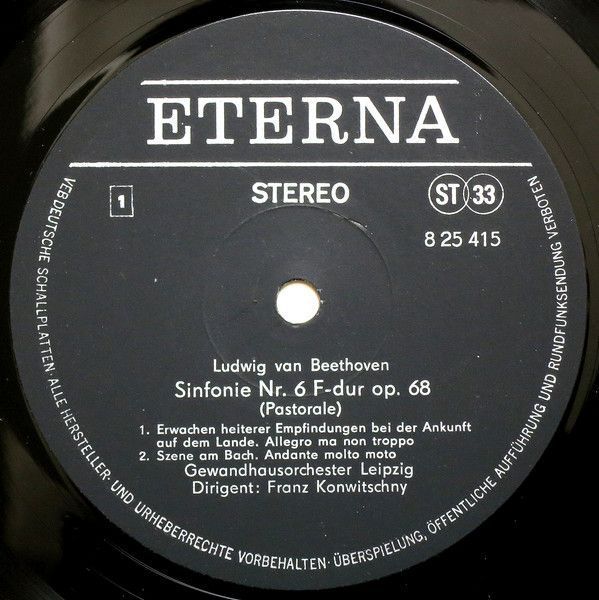 ETERNA
1
STEREO
ST 33
8 25 415
Ludwig van Beethoven
Sinfonie Nr. 6 F-dur op. 68
(Pastorale)
1. Erwachen heiterer Empfindungen bei der Ankunft
auf dem Lande. Allegro ma non troppo
2. Szene am Bach. Andante molto moto
Gewandhausorchester Leipzig
Dirigent: Franz Konwitschny
VEB DEUTSCHE SCHALLPLATTEN · ALLE HERSTELLER- UND URHEBERRECHTE VORBEHALTEN · ÜBERSPIELUNG, ÖFFENTLICHE AUFFÜHRUNG UND RUNDFUNKSENDUNG VERBOTEN